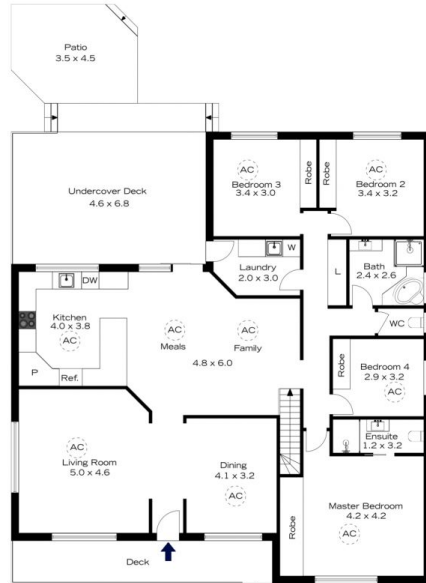 Patio
3.5 x 4.5
Undercover Deck
4.6 x 6.8
AC
Bedroom 3
3.4 x 3.0
Robe
Robe
AC
Bedroom 2
3.4 x 3.2
W
Laundry
2.0 x 3.0
L
Bath
2.4 x 2.6
WC
DW
Kitchen
4.0 x 3.8
AC
P
Ref.
AC
Meals
AC
Family
4.8 x 6.0
Robe
Bedroom 4
2.9 x 3.2
AC
Ensuite
1.2 x 3.2
AC
Living Room
5.0 x 4.6
Dining
4.1 x 3.2
AC
Robe
Master Bedroom
4.2 x 4.2
AC
Deck